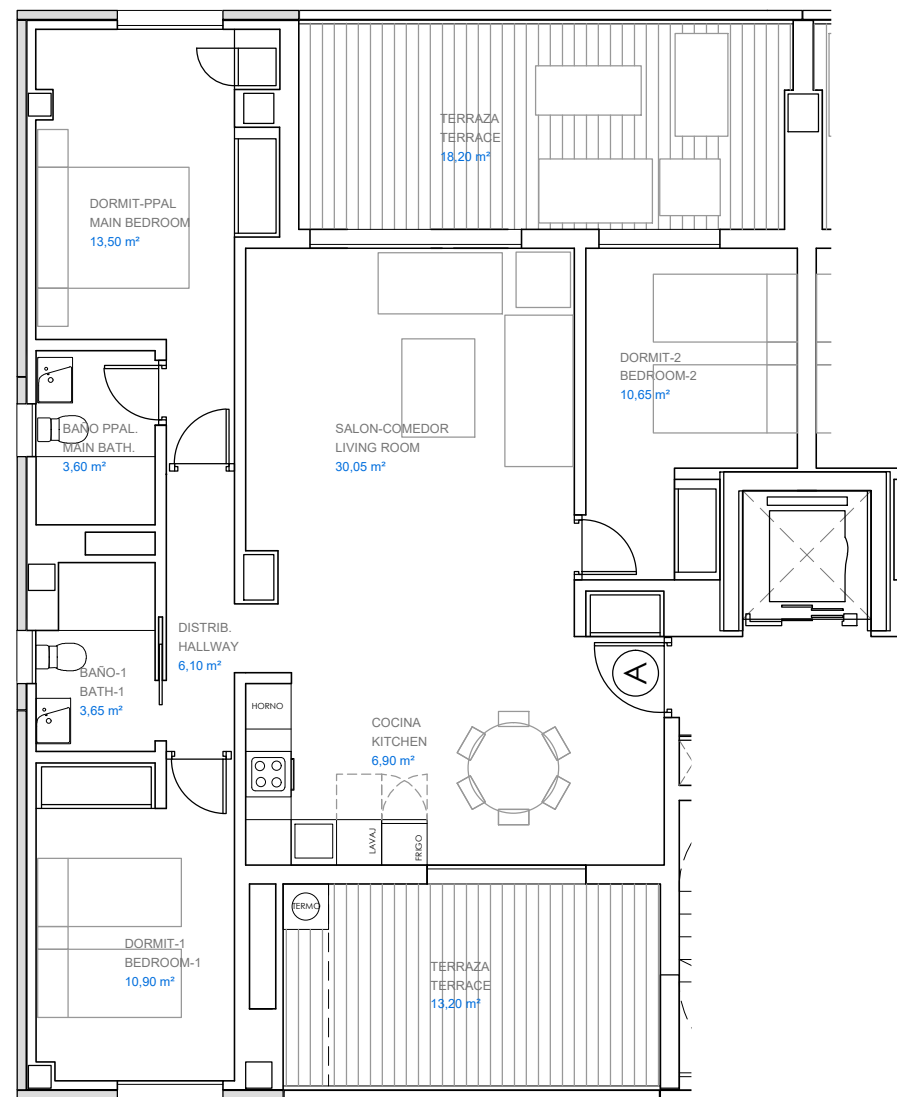 TERRAZA
TERRACE
18,20 m²
DORMIT-PPAL
MAIN BEDROOM
13,50 m²
DORMIT-2
BEDROOM-2
10,65 m²
BAÑO PPAL.
MAIN BATH.
3,60 m²
SALON-COMEDOR
LIVING ROOM
30,05 m²
DISTRIB.
HALLWAY
6,10 m²
BAÑO-1
BATH-1
3,65 m²
A
HORNO
COCINA
KITCHEN
6,90 m²
LAVAJ
FRIGO
TERMO
DORMIT-1
BEDROOM-1
10,90 m²
TERRAZA
TERRACE
13,20 m²